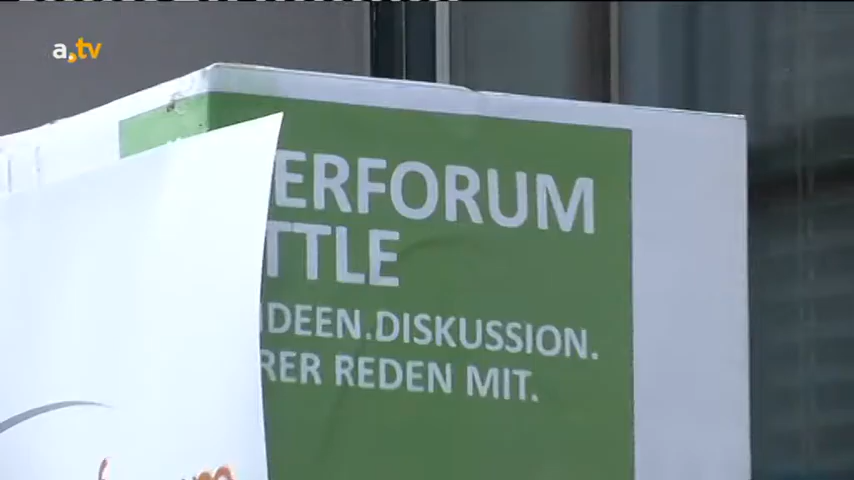 a.tv
ERFORUM
TTLE
IDEEN.DISKUSSION.
RER REDEN MIT.